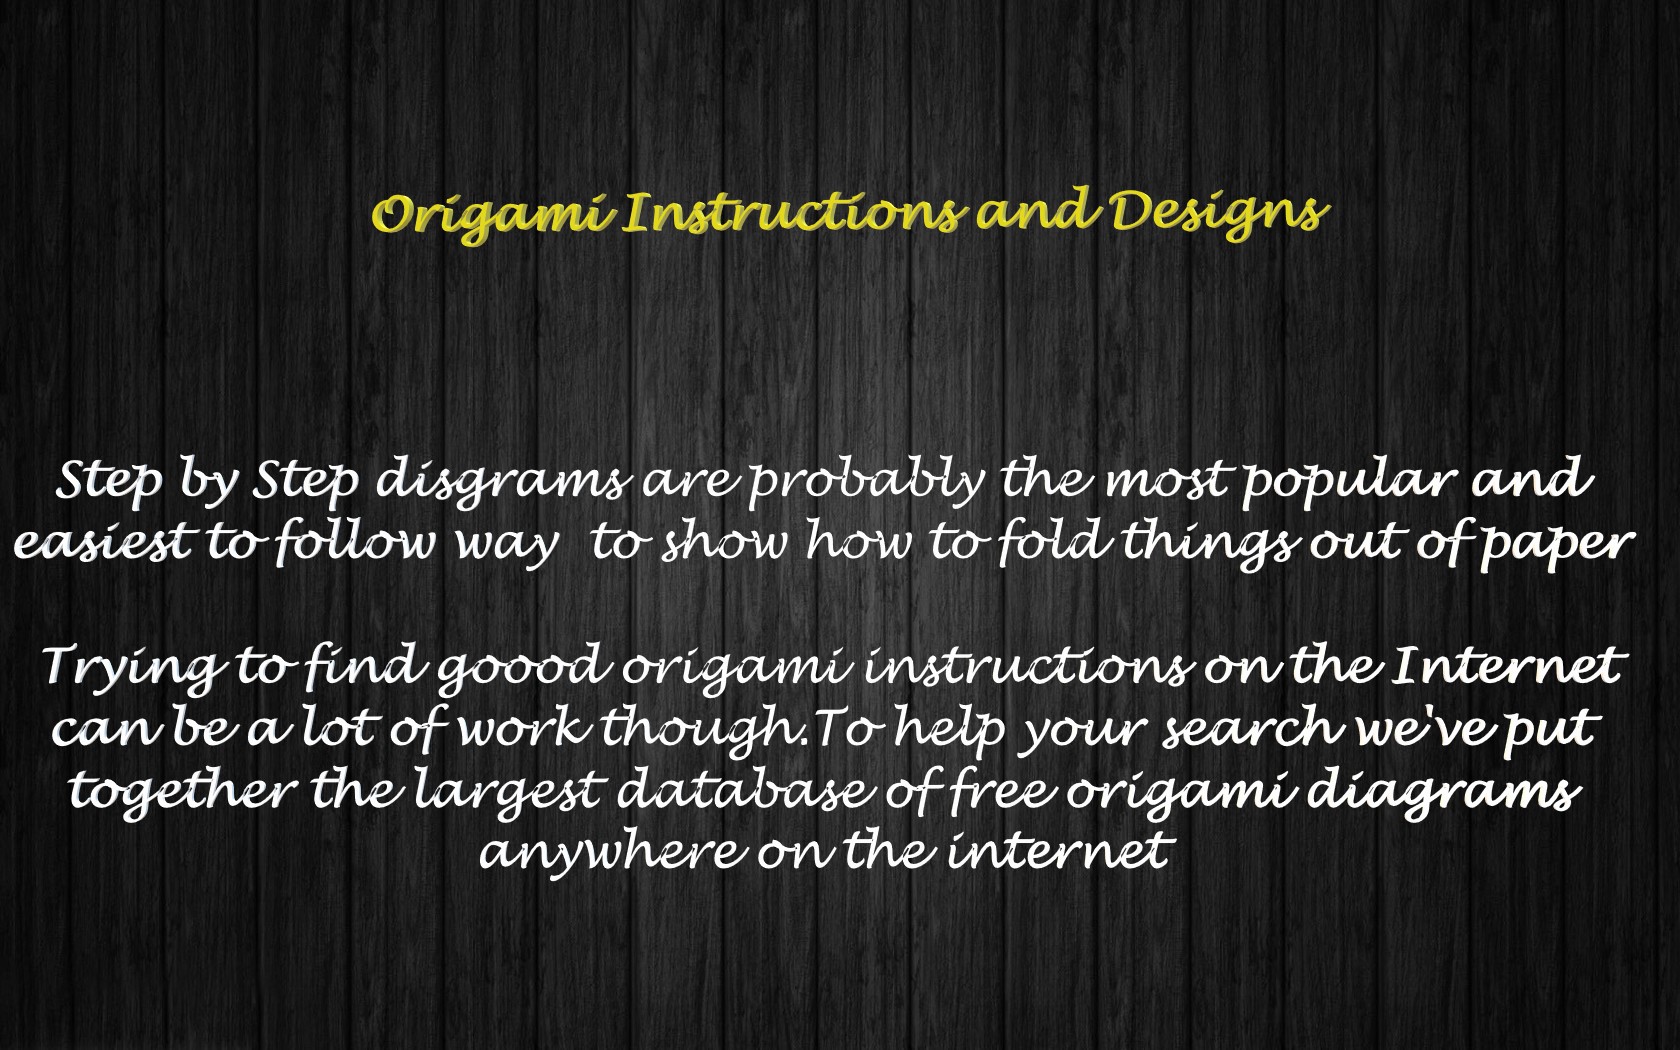 Origami Instructions and Designs
Step by Step disgrams are probably the most popular and
easiest to follow way  to show how to fold things out of paper
Trying to find goood origami instructions on the Internet
can be a lot of work though.To help your search we've put
together the largest database of free origami diagrams
anywhere on the internet